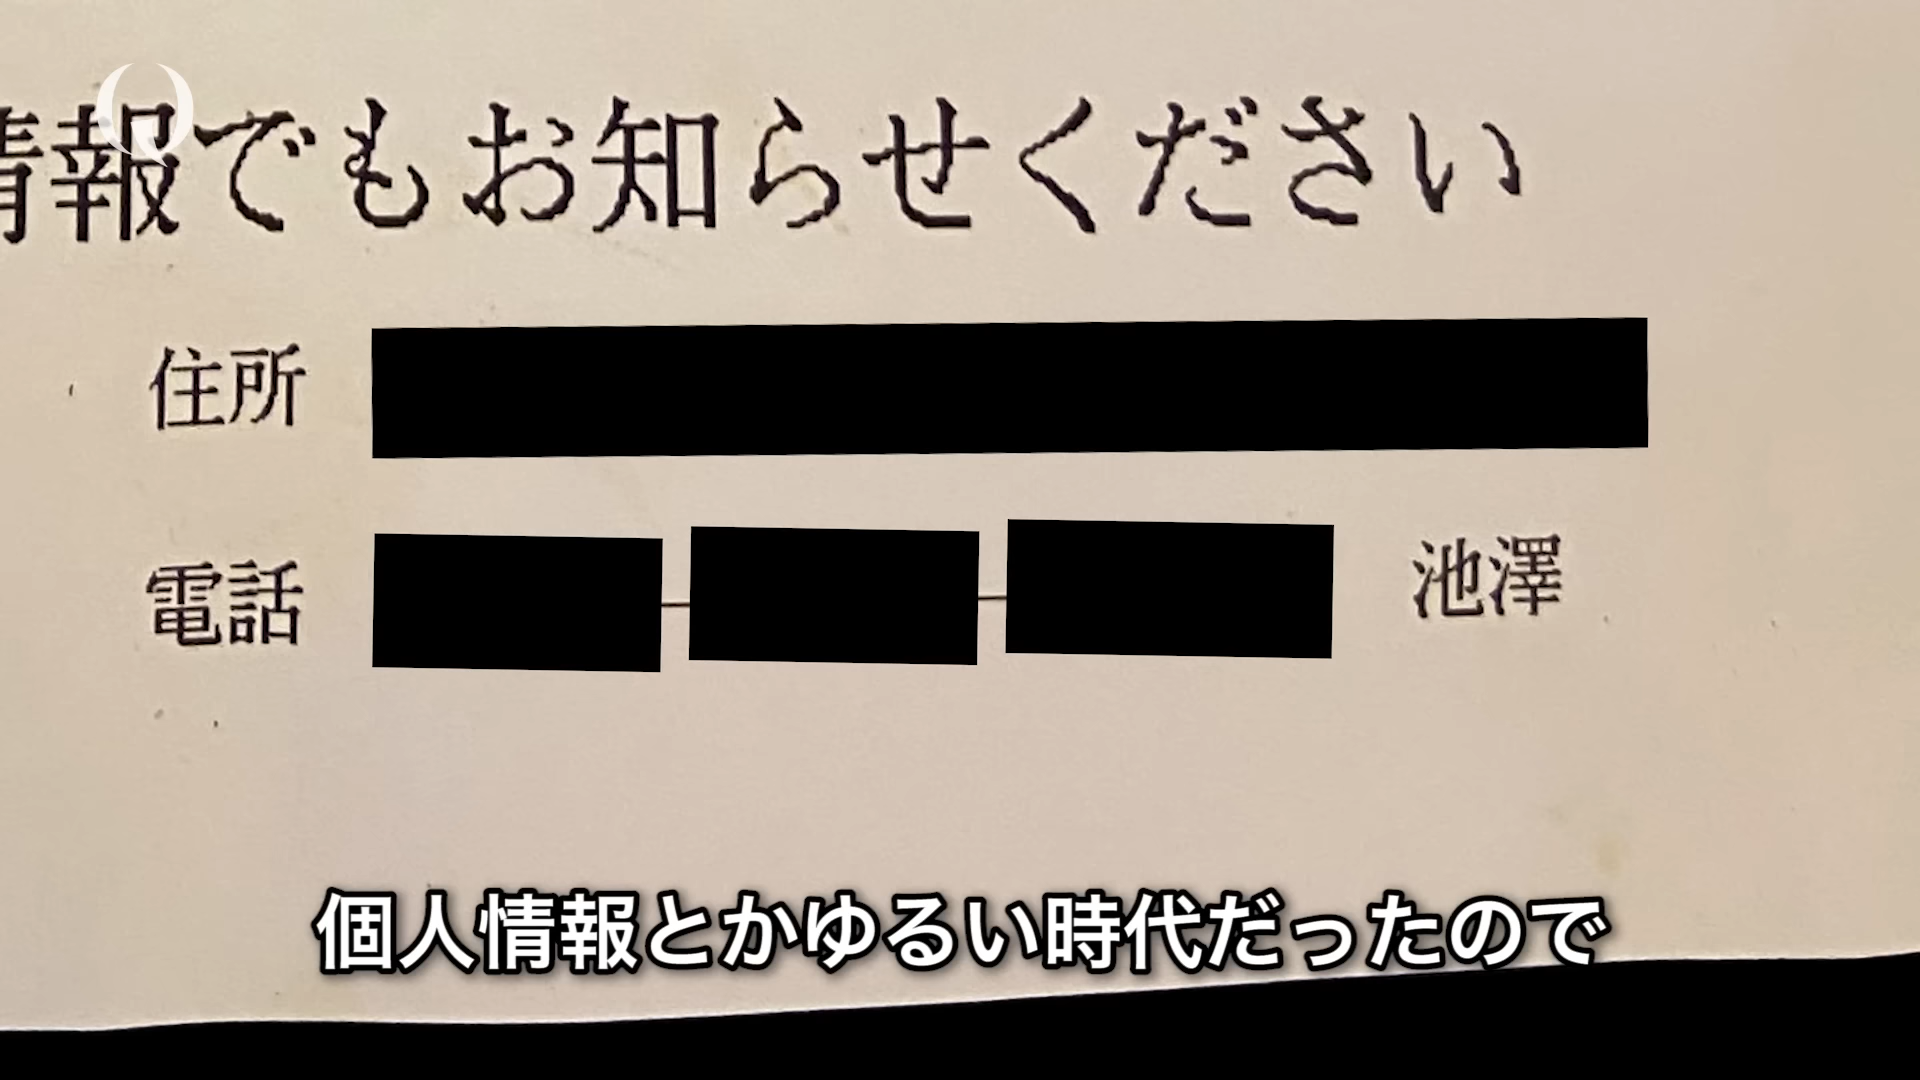 情報でもお知らせください
住所
電話 - - 池澤
個人情報とかゆるい時代だったので